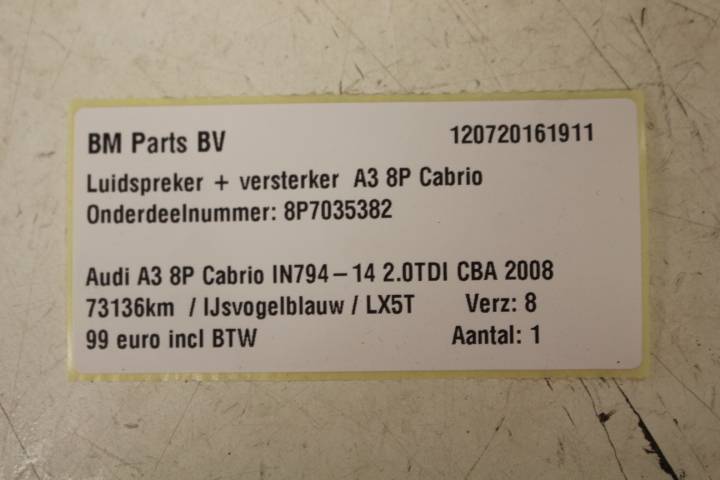 BM Parts BV 120720161911
Luidspreker + versterker A3 8P Cabrio
Onderdeelnummer: 8P7035382
Audi A3 8P Cabrio IN794-14 2.0TDI CBA 2008
73136km / IJsvogelblauw / LX5T Verz: 8
99 euro incl BTW Aantal: 1